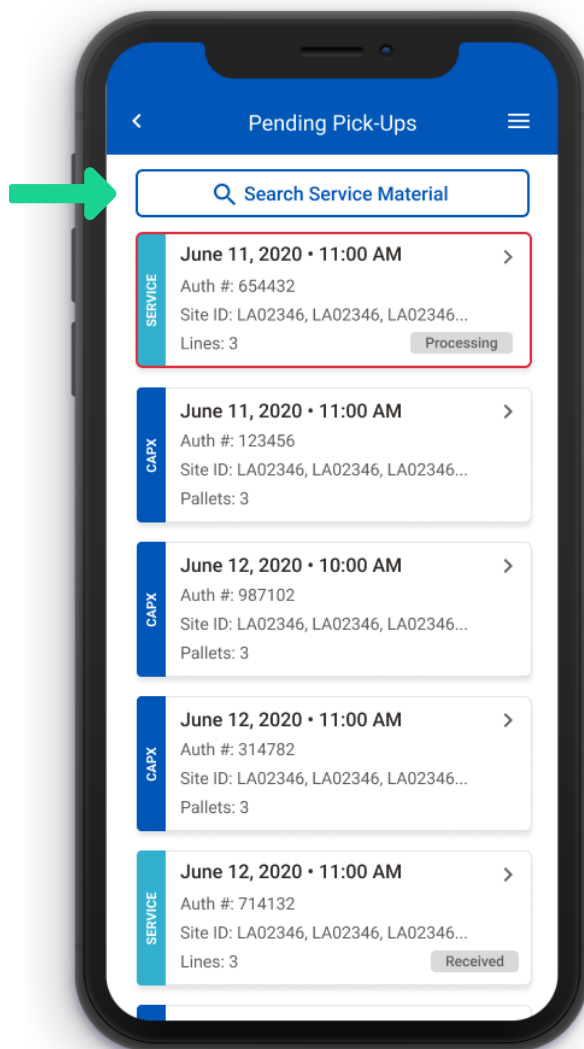 Pending Pick-Ups
Search Service Material
SERVICE
June 11, 2020 • 11:00 AM
Auth #: 654432
Site ID: LA02346, LA02346, LA02346...
Lines: 3
Processing
CAPX
June 11, 2020 • 11:00 AM
Auth #: 123456
Site ID: LA02346, LA02346, LA02346...
Pallets: 3
CAPX
June 12, 2020 • 10:00 AM
Auth #: 987102
Site ID: LA02346, LA02346, LA02346...
Pallets: 3
CAPX
June 12, 2020 • 11:00 AM
Auth #: 314782
Site ID: LA02346, LA02346, LA02346...
Pallets: 3
SERVICE
June 12, 2020 • 11:00 AM
Auth #: 714132
Site ID: LA02346, LA02346, LA02346...
Lines: 3
Received